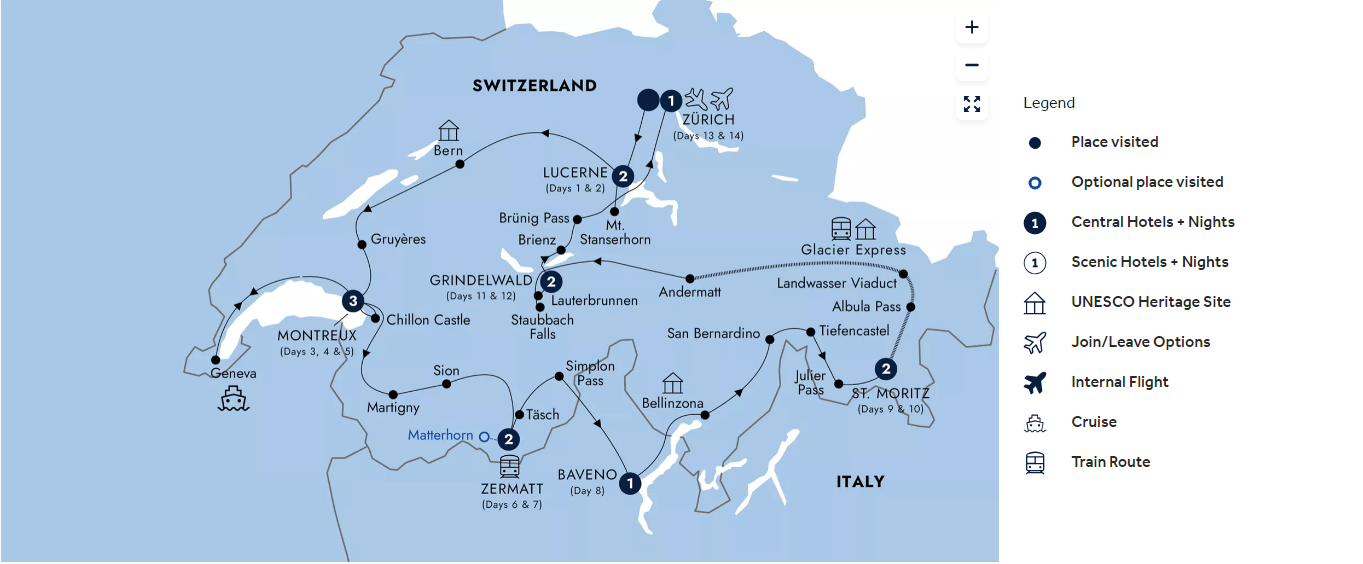 +
−
SWITZERLAND
1
ZÜRICH
(Days 13 & 14)
Bern
LUCERNE
(Days 1 & 2)
2
Brünig Pass
Mt.
Stanserhorn
Brienz
Gruyères
Glacier Express
GRINDELWALD
(Days 11 & 12)
2
Lauterbrunnen
Staubbach
Falls
Andermatt
Landwasser Viaduct
Albula Pass
3
MONTREUX
(Days 3, 4 & 5)
Chillon Castle
San Bernardino
Tiefencastel
Geneva
Sion
Martigny
Simplon
Pass
Julier
Pass
2
ST. MORITZ
(Days 9 & 10)
Bellinzona
Täsch
Matterhorn
2
ZERMATT
(Days 6 & 7)
BAVENO
(Day 8)
1
ITALY
Legend
Place visited
Optional place visited
1 Central Hotels + Nights
1 Scenic Hotels + Nights
UNESCO Heritage Site
Join/Leave Options
Internal Flight
Cruise
Train Route